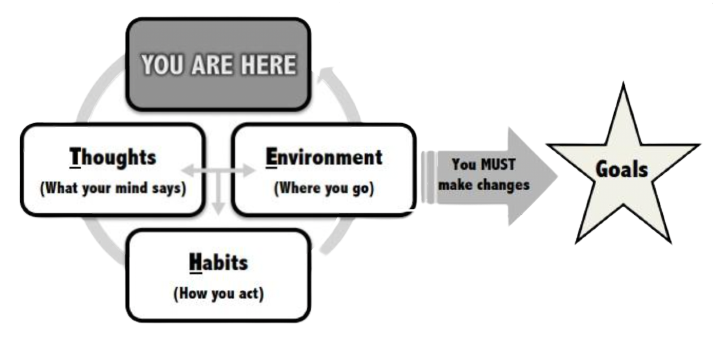 YOU ARE HERE
Thoughts
(What your mind says)
Environment
(Where you go)
Habits
(How you act)
You MUST
make changes
Goals